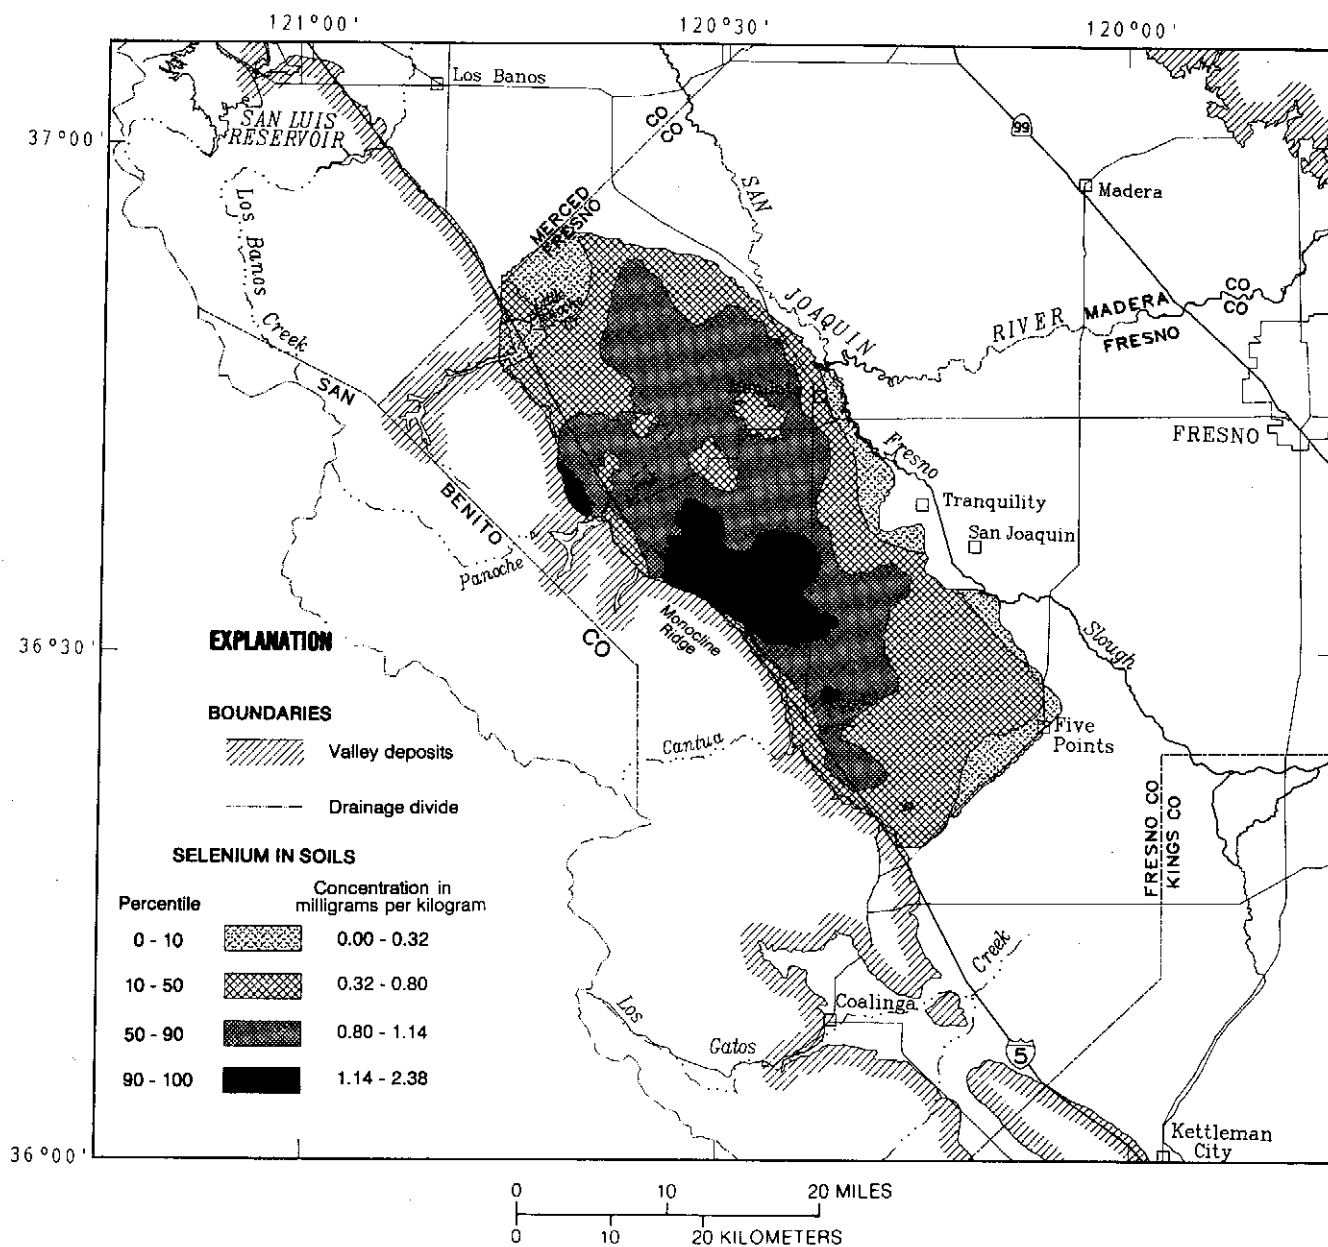 121°00'
120°30'
120°00'
37°00'
36°30'
36°00'
Los Banos
SAN LUIS
RESERVOIR
Los Banos
Creek
CO
CO
MERCED
FRESNO
SAN
JOAQUIN
RIVER
99
Madera
MADERA
CO
CO
FRESNO
FRESNO
SAN
BENITO
CO
Panoche
Fresno
Slough
Tranquility
San Joaquin
Monocline
Ridge
Cantua
Five
Points
FRESNO CO
KINGS CO
Creek
Coalinga
Los
Gatos
5
Kettleman
City
EXPLANATION
BOUNDARIES
Valley deposits
Drainage divide
SELENIUM IN SOILS
Percentile
Concentration in
milligrams per kilogram
0 - 10 0.00 - 0.32
10 - 50 0.32 - 0.80
50 - 90 0.80 - 1.14
90 - 100 1.14 - 2.38
0 10 20 MILES
0 10 20 KILOMETERS